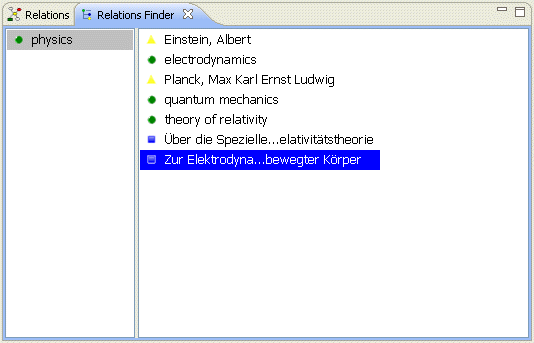 Relations Relations Finder
physics
Einstein, Albert
electrodynamics
Planck, Max Karl Ernst Ludwig
quantum mechanics
theory of relativity
Über die Spezielle...elativitätstheorie
Zur Elektrodyna...bewegter Körper